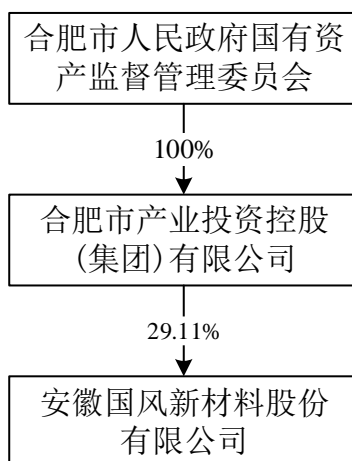 合肥市人民政府国有资
产监督管理委员会
100%
合肥市产业投资控股
(集团)有限公司
29.11%
安徽国风新材料股份
有限公司